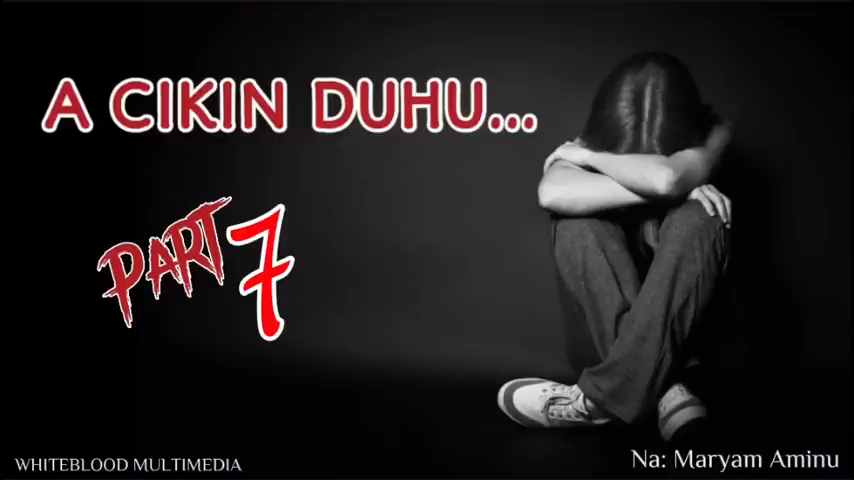 A CIKIN DUHU...
PART 7
WHITEBLOOD MULTIMEDIA
Na: Maryam Aminu